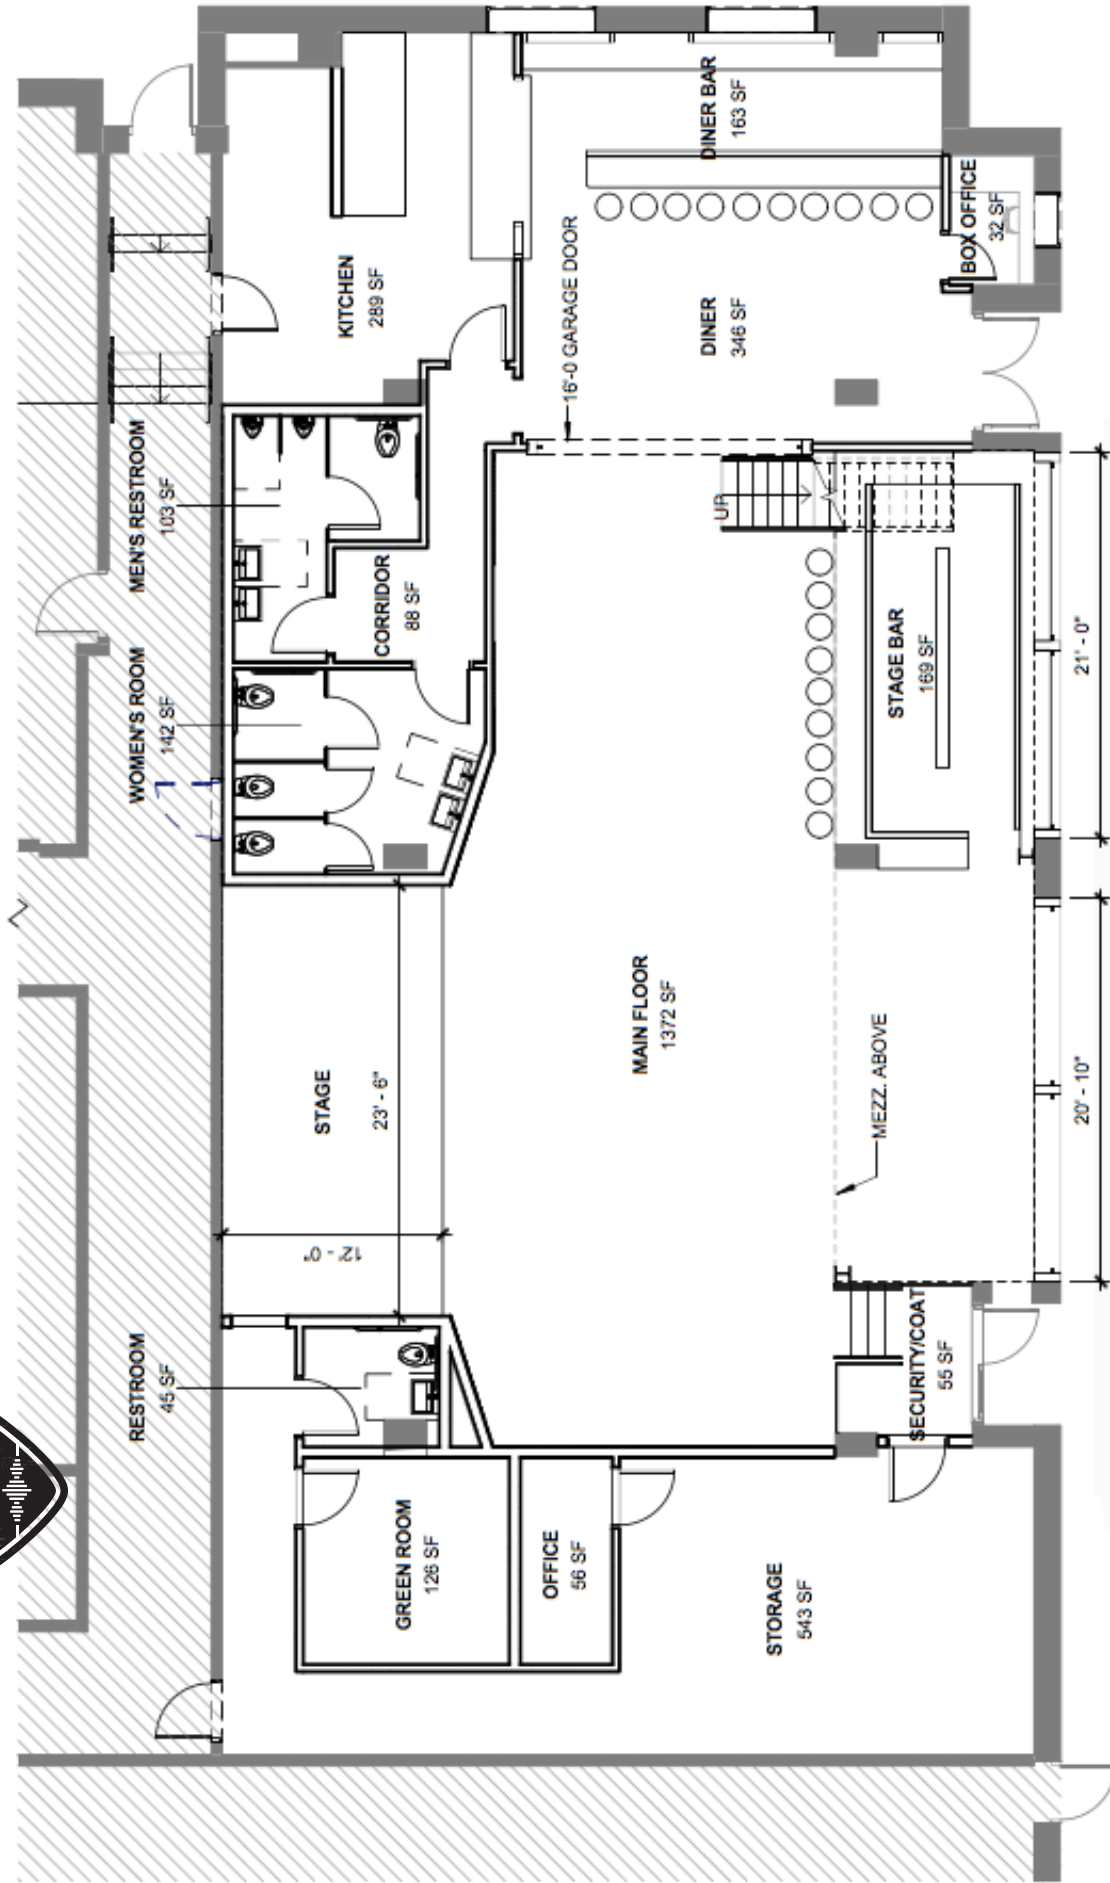 DINER BAR
163 SF
BOX OFFICE
32 SF
KITCHEN
289 SF
16'-0 GARAGE DOOR
DINER
346 SF
MEN'S RESTROOM
103 SF
UP
CORRIDOR
88 SF
STAGE BAR
169 SF
21' - 0"
WOMEN'S ROOM
142 SF
MAIN FLOOR
1372 SF
STAGE
23' - 6"
12' - 0"
MEZZ. ABOVE
20' - 10"
RESTROOM
45 SF
SECURITY/COAT
55 SF
GREEN ROOM
126 SF
OFFICE
56 SF
STORAGE
543 SF